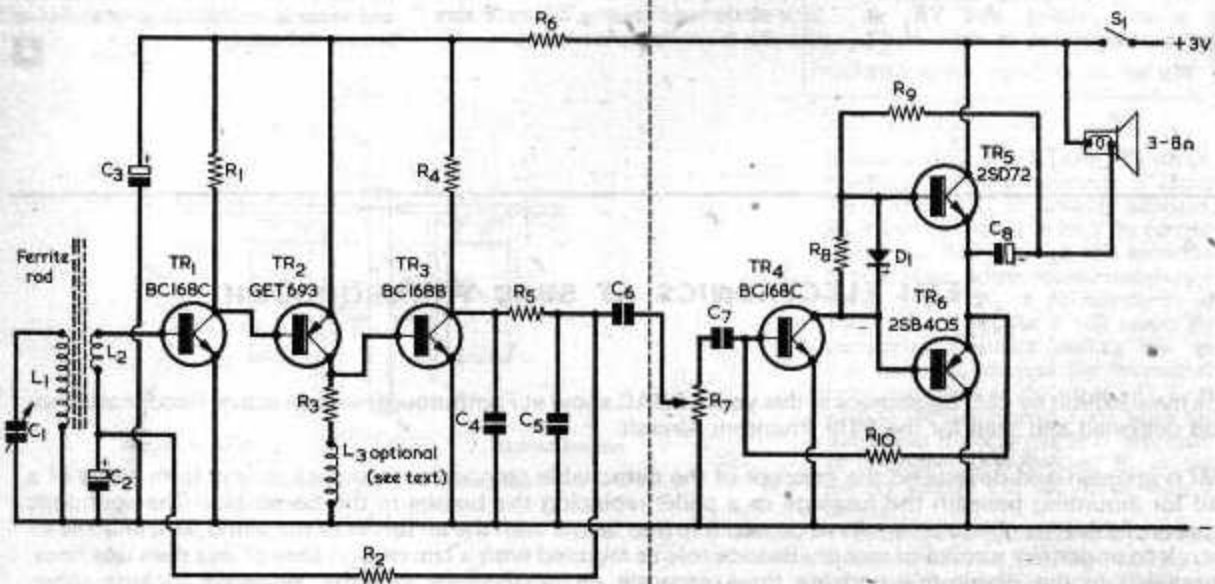 R6
S1
+3V
R9
C3
+
R1
R4
TR5
2SD72
3-8Ω
Ferrite
rod
TR1
BC168C
TR2
GET693
TR3
BC168B
R5
C6
TR4
BC168C
R8
D1
C8
+
-
TR6
2SB405
L2
C7
L1
C1
R3
C4
C5
R7
+
C2
L3 optional
(see text)
R10
-
R2